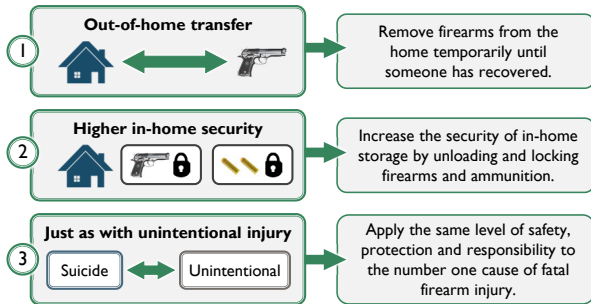 Out-of-home transfer
1
Remove firearms from the
home temporarily until
someone has recovered.
Higher in-home security
2
Increase the security of in-home
storage by unloading and locking
firearms and ammunition.
Just as with unintentional injury
3
Suicide
Unintentional
Apply the same level of safety,
protection and responsibility to
the number one cause of fatal
firearm injury.